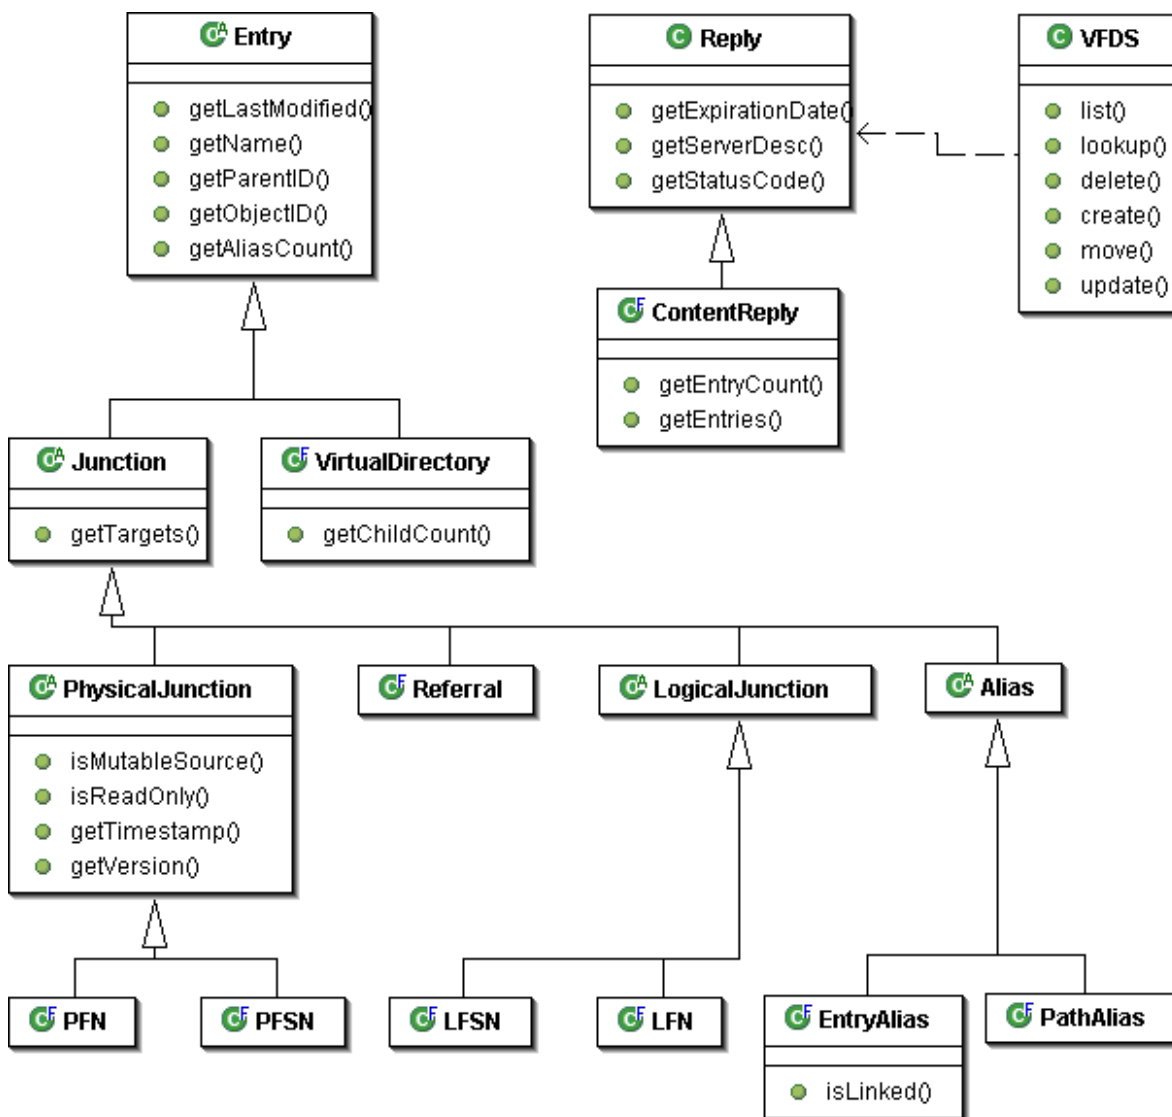 Entry
getLastModified()
getName()
getParentID()
getObjectID()
getAliasCount()
Reply
getExpirationDate()
getServerDesc()
getStatusCode()
VFDS
list()
lookup()
delete()
create()
move()
update()
ContentReply
getEntryCount()
getEntries()
Junction
getTargets()
VirtualDirectory
getChildCount()
PhysicalJunction
isMutableSource()
isReadOnly()
getTimestamp()
getVersion()
Referral
LogicalJunction
Alias
PFN
PFSN
LFSN
LFN
EntryAlias
isLinked()
PathAlias